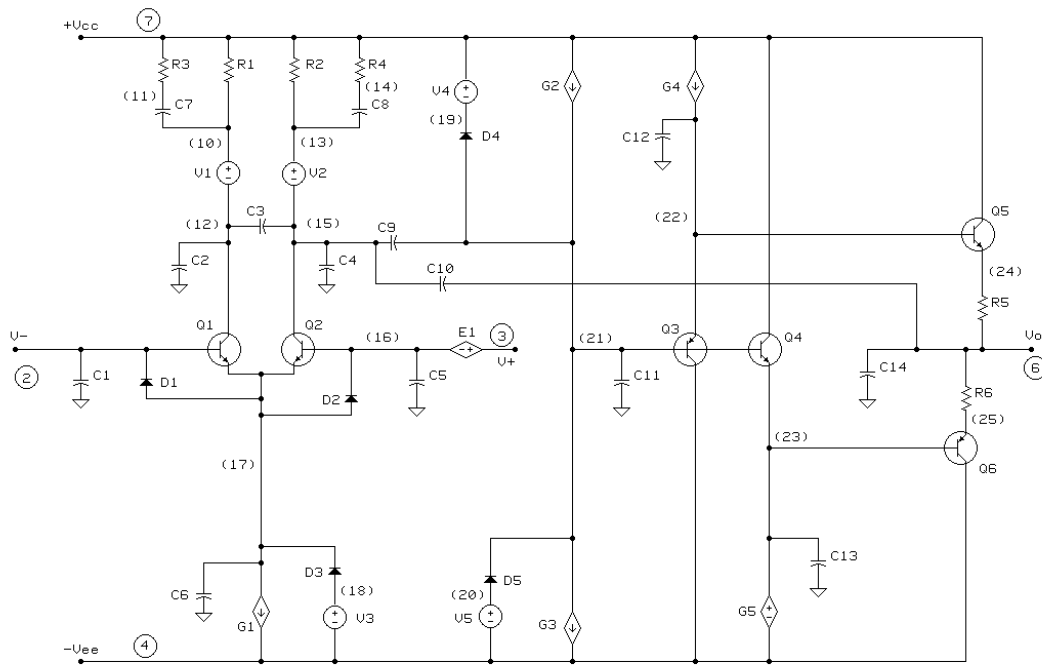 +Vcc 7
R3 R1 R2 R4
(11) C7 (14) C8
V4 G2 G4
(10) (13) (19) D4 C12
V1 V2
C3
(12) (15) C9 (22) Q5
C2 C4 C10 (24)
R5
Q1 Q2 (16) E1 3 (21) Q3 Q4
V- V+ Vo
2 C1 D1 D2 C5 C11 C14 6
R6
(25)
(23)
(17) Q6
C6 D3 D5 C13
(18) (20)
G1 V3 V5 G3 G5
-Vee 4